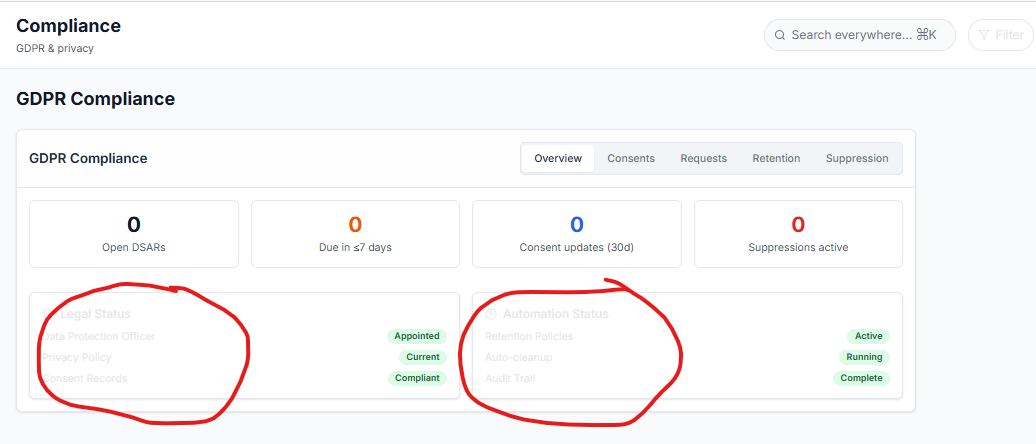 Compliance
GDPR & privacy
Search everywhere... ⌘K
Filter
GDPR Compliance
GDPR Compliance
Overview
Consents
Requests
Retention
Suppression
0
Open DSARs
0
Due in ≤7 days
0
Consent updates (30d)
0
Suppressions active
Legal Status
Data Protection Officer
Appointed
Privacy Policy
Current
Consent Records
Compliant
Automation Status
Retention Policies
Active
Auto-cleanup
Running
Audit Trail
Complete